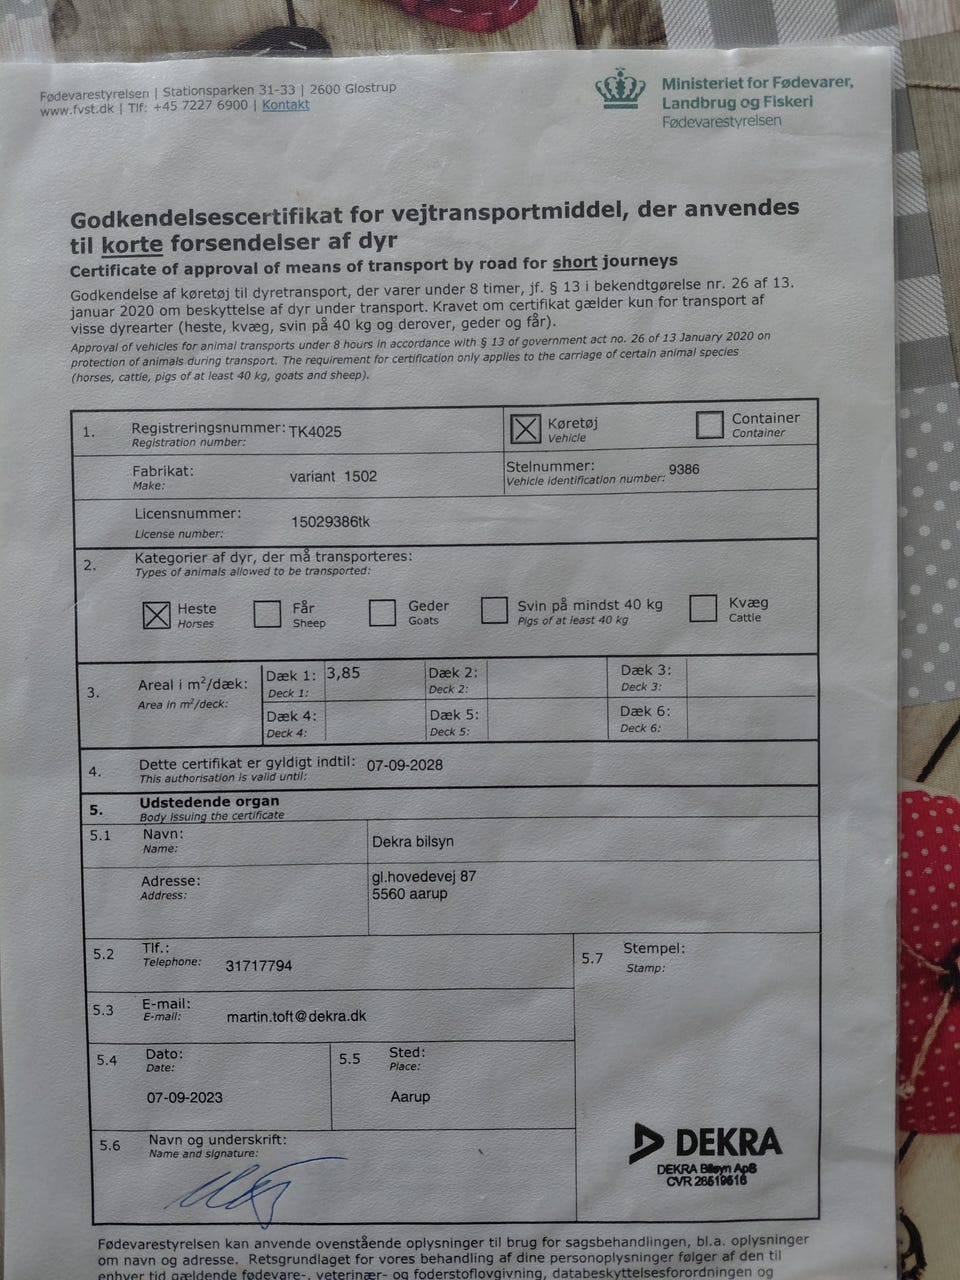 Fødevarestyrelsen | Stationsparken 31-33 | 2600 Glostrup
www.fvst.dk | Tlf: +45 7227 6900 | Kontakt
Ministeriet for Fødevarer,
Landbrug og Fiskeri
Fødevarestyrelsen
Godkendelsescertifikat for vejtransportmiddel, der anvendes
til korte forsendelser af dyr
Certificate of approval of means of transport by road for short journeys
Godkendelse af køretøj til dyretransport, der varer under 8 timer, jf. § 13 i bekendtgørelse nr. 26 af 13.
januar 2020 om beskyttelse af dyr under transport. Kravet om certifikat gælder kun for transport af
visse dyrearter (heste, kvæg, svin på 40 kg og derover, geder og får).
Approval of vehicles for animal transports under 8 hours in accordance with § 13 of government act no. 26 of 13 January 2020 on
protection of animals during transport. The requirement for certification only applies to the carriage of certain animal species
(horses, cattle, pigs of at least 40 kg, goats and sheep).
1. Registreringsnummer: TK4025
Registration number:
Køretøj
Vehicle
Container
Container
Fabrikat: variant 1502
Make:
Stelnummer: 9386
Vehicle identification number:
Licensnummer: 15029386tk
License number:
2. Kategorier af dyr, der må transporteres:
Types of animals allowed to be transported:
Heste
Horses
Får
Sheep
Geder
Goats
Svin på mindst 40 kg
Pigs of at least 40 kg
Kvæg
Cattle
3. Areal i m²/dæk:
Area in m²/deck:
Dæk 1: 3,85
Deck 1:
Dæk 2:
Deck 2:
Dæk 3:
Deck 3:
Dæk 4:
Deck 4:
Dæk 5:
Deck 5:
Dæk 6:
Deck 6:
4. Dette certifikat er gyldigt indtil: 07-09-2028
This authorisation is valid until:
5. Udstedende organ
Body issuing the certificate
5.1 Navn: Dekra bilsyn
Name:
Adresse: gl.hovedevej 87
Address: 5560 aarup
5.2 Tlf.:
Telephone: 31717794
5.3 E-mail:
E-mail: martin.toft@dekra.dk
5.4 Dato:
Date:
07-09-2023
5.5 Sted:
Place:
Aarup
5.6 Navn og underskrift:
Name and signature:
5.7 Stempel:
Stamp:
DEKRA
DEKRA Bilsyn ApS
CVR 28519516
Fødevarestyrelsen kan anvende ovenstående oplysninger til brug for sagsbehandlingen, bl.a. oplysninger
om navn og adresse. Retsgrundlaget for vores behandling af dine personoplysninger følger af den til
enhver tid gældende fødevare-, veterinær- og foderstoflovgivning, databeskyttelsesforordningen og